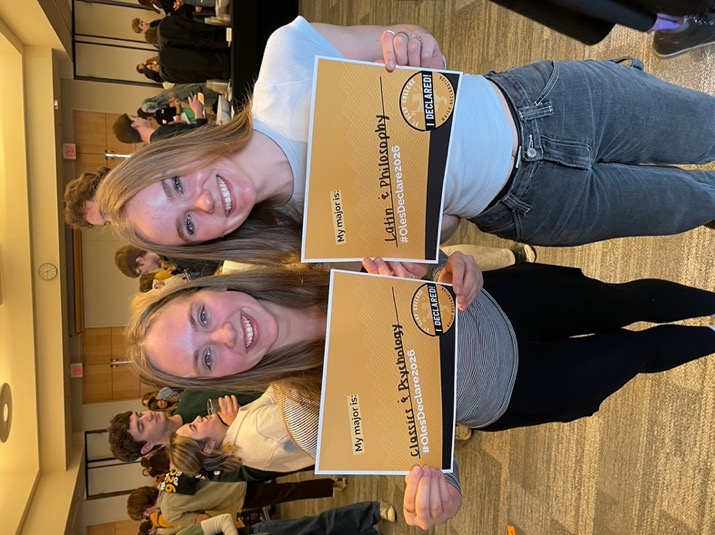 My major is:
Latin & Philosophy
#OlesDeclare2026
I DECLARED!
My major is:
Classics & Psychology
#OlesDeclare2026
I DECLARED!